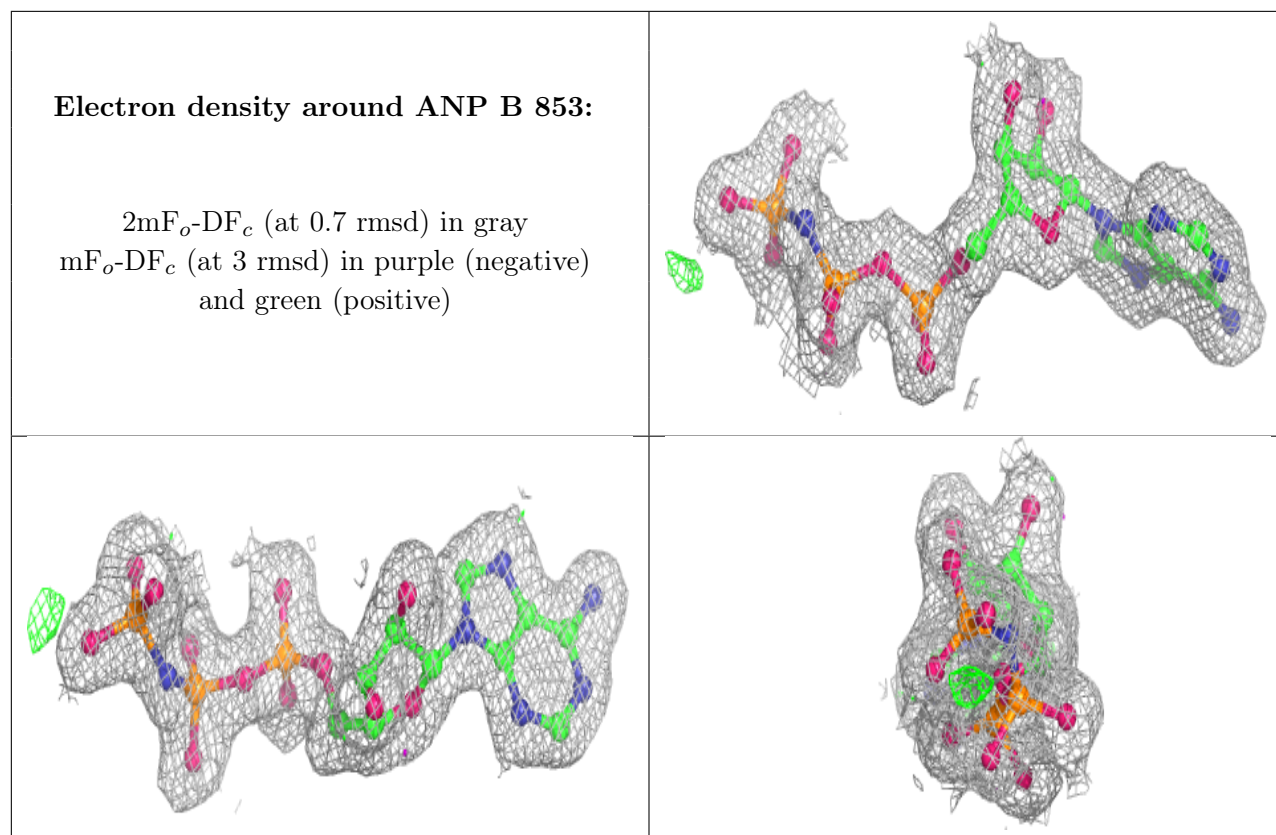 Electron density around ANP B 853:
2mFₒ-DF𝑐 (at 0.7 rmsd) in gray
mFₒ-DF𝑐 (at 3 rmsd) in purple (negative)
and green (positive)